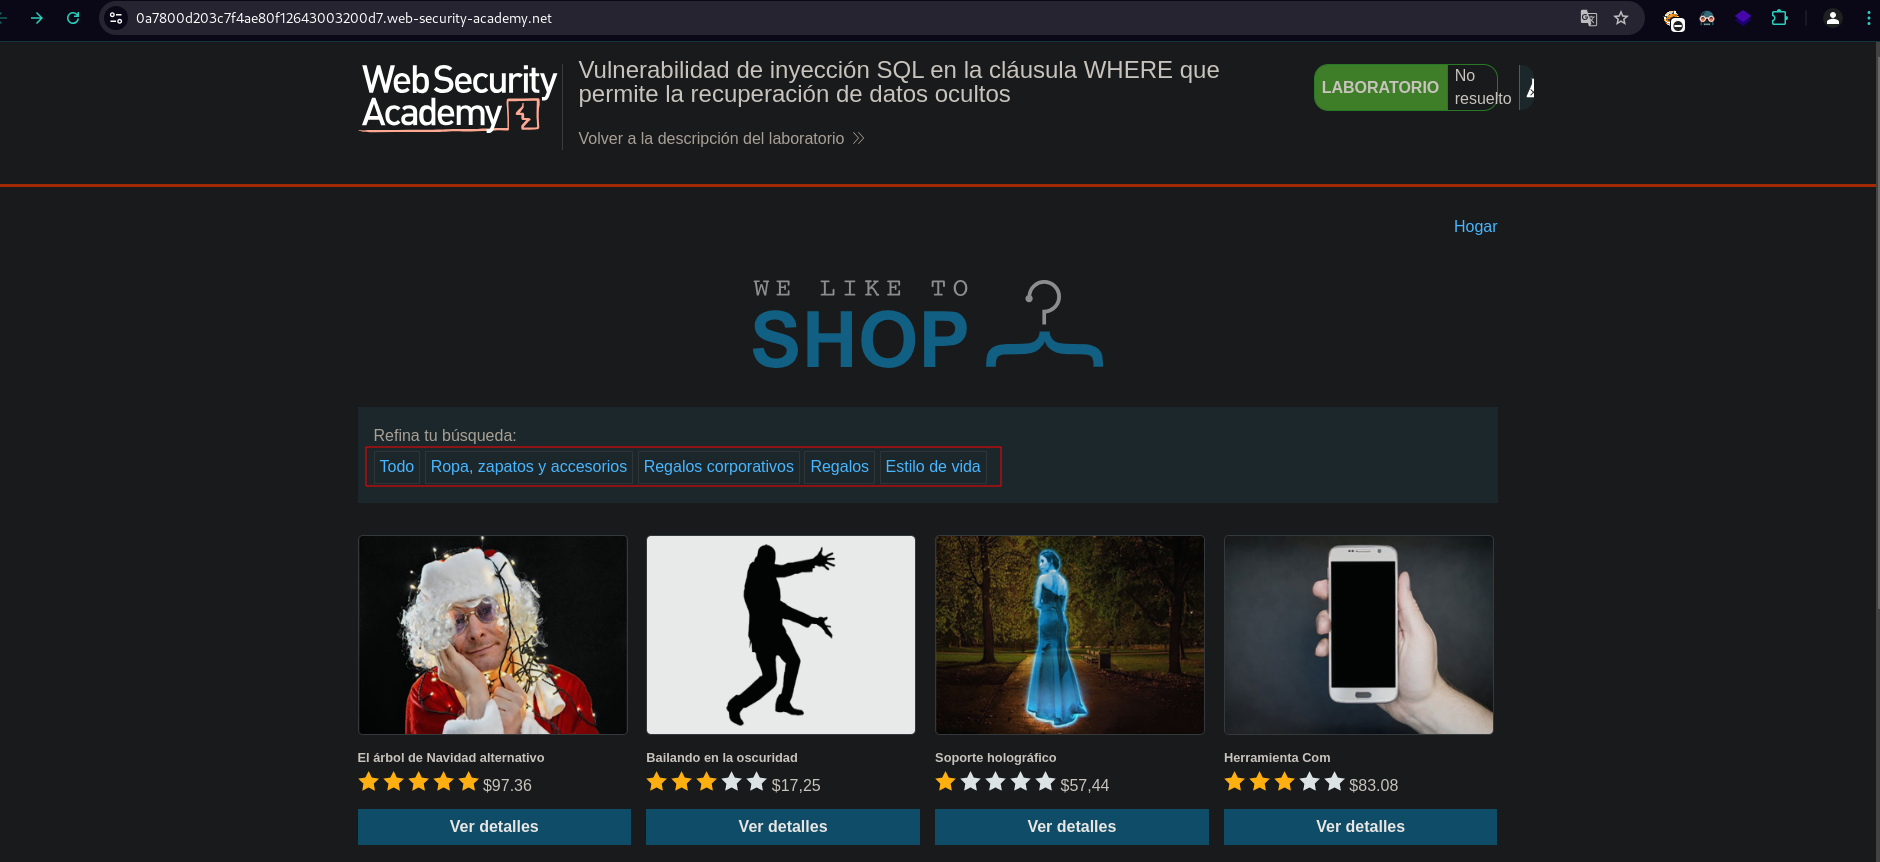 0a7800d203c7f4ae80f12643003200d7.web-security-academy.net
Web Security
Academy
Vulnerabilidad de inyección SQL en la cláusula WHERE que
permite la recuperación de datos ocultos
Volver a la descripción del laboratorio
LABORATORIO
No
resuelto
Hogar
WE LIKE TO
SHOP
Refina tu búsqueda:
Todo Ropa, zapatos y accesorios Regalos corporativos Regalos Estilo de vida
El árbol de Navidad alternativo
$97.36
Ver detalles
Bailando en la oscuridad
$17,25
Ver detalles
Soporte holográfico
$57,44
Ver detalles
Herramienta Com
$83.08
Ver detalles